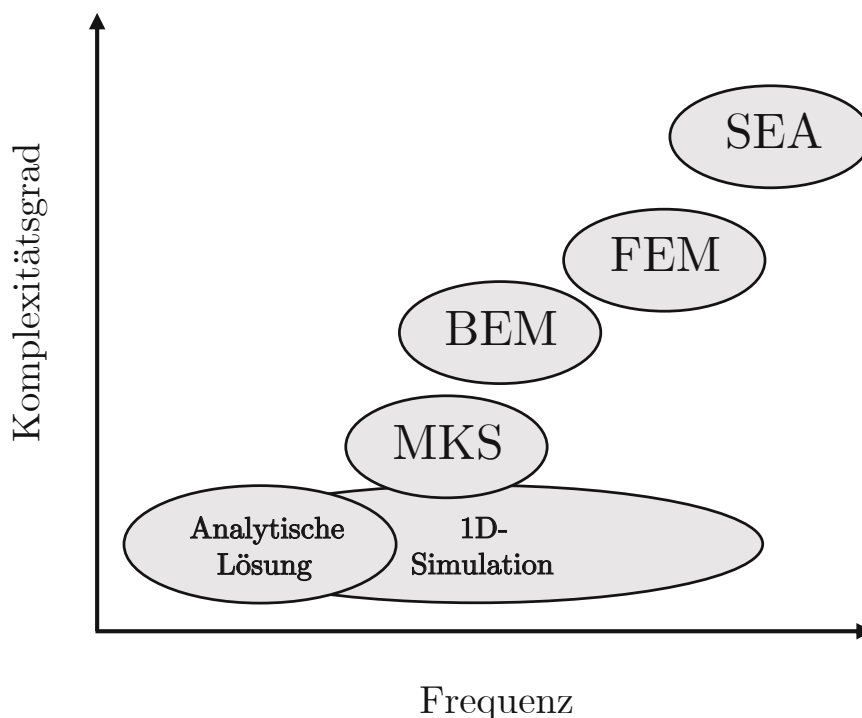 Komplexitätsgrad
SEA
FEM
BEM
MKS
Analytische
Lösung
1D-
Simulation
Frequenz